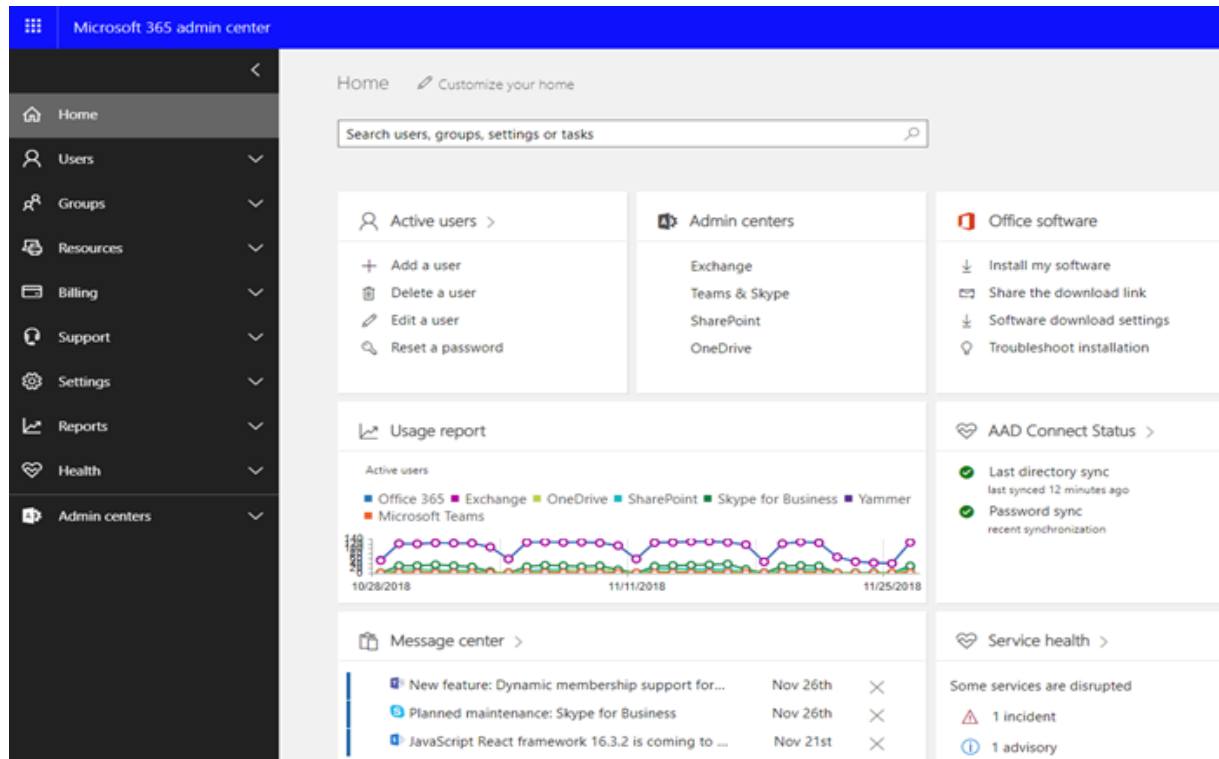 Microsoft 365 admin center
Home
Users
Groups
Resources
Billing
Support
Settings
Reports
Health
Admin centers
Home Customize your home
Search users, groups, settings or tasks
Active users >
Add a user
Delete a user
Edit a user
Reset a password
Admin centers
Exchange
Teams & Skype
SharePoint
OneDrive
Office software
Install my software
Share the download link
Software download settings
Troubleshoot installation
Usage report
Active users
Office 365 Exchange OneDrive SharePoint Skype for Business Yammer
Microsoft Teams
140
0
10/28/2018 11/11/2018 11/25/2018
AAD Connect Status >
Last directory sync
last synced 12 minutes ago
Password sync
recent synchronization
Message center >
New feature: Dynamic membership support for... Nov 26th
Planned maintenance: Skype for Business Nov 26th
JavaScript React framework 16.3.2 is coming to ... Nov 21st
Service health >
Some services are disrupted
1 incident
1 advisory